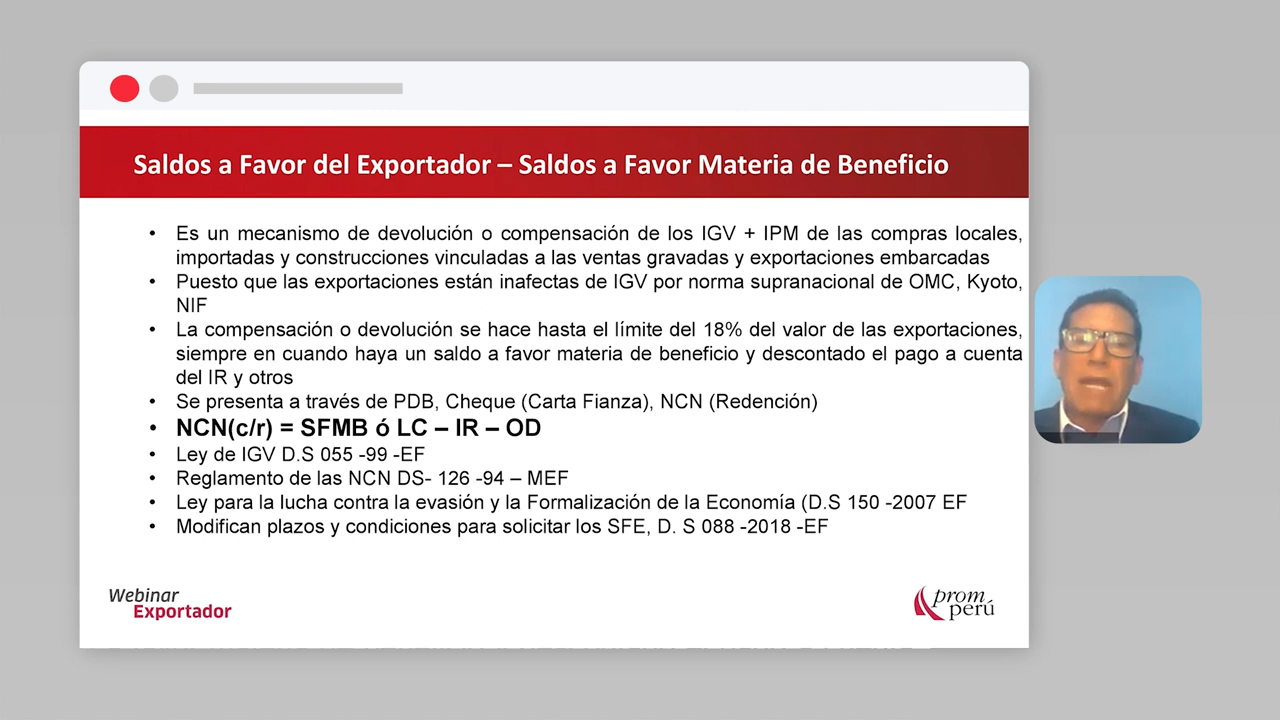 Saldos a Favor del Exportador – Saldos a Favor Materia de Beneficio
• Es un mecanismo de devolución o compensación de los IGV + IPM de las compras locales,
importadas y construcciones vinculadas a las ventas gravadas y exportaciones embarcadas
• Puesto que las exportaciones están inafectas de IGV por norma supranacional de OMC, Kyoto,
NIF
• La compensación o devolución se hace hasta el límite del 18% del valor de las exportaciones,
siempre en cuando haya un saldo a favor materia de beneficio y descontado el pago a cuenta
del IR y otros
• Se presenta a través de PDB, Cheque (Carta Fianza), NCN (Redención)
• NCN(c/r) = SFMB ó LC – IR – OD
• Ley de IGV D.S 055 -99 -EF
• Reglamento de las NCN DS- 126 -94 – MEF
• Ley para la lucha contra la evasión y la Formalización de la Economía (D.S 150 -2007 EF
• Modifican plazos y condiciones para solicitar los SFE, D. S 088 -2018 -EF
Webinar
Exportador
prom
perú